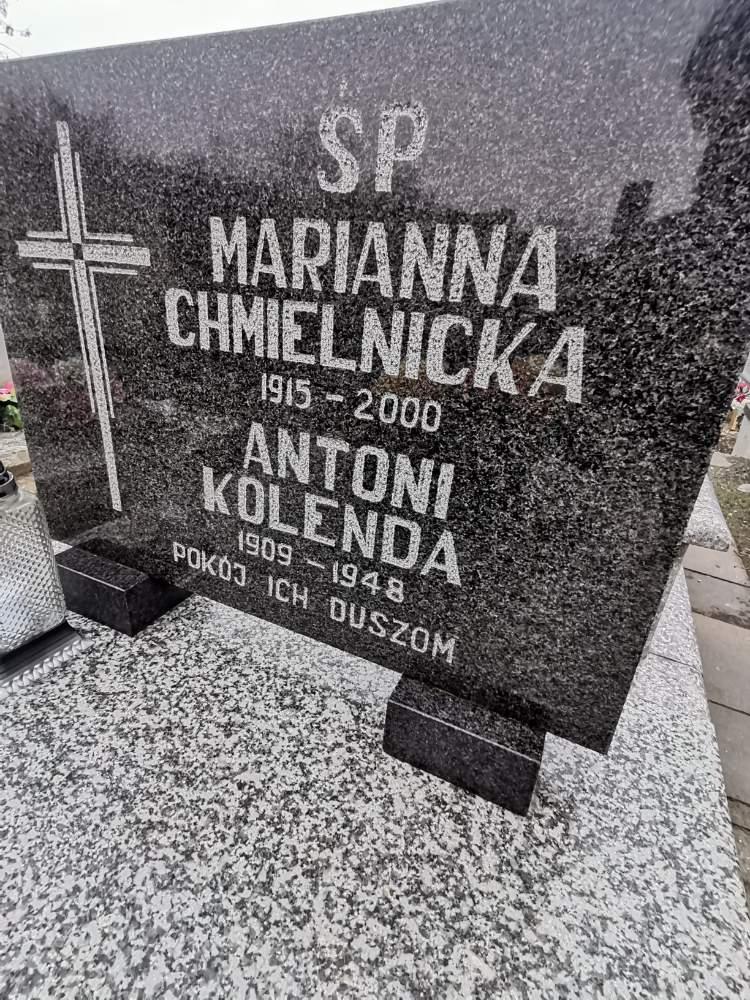 ŚP
MARIANNA
CHMIELNICKA
1915 - 2000
ANTONI
KOLENDA
1909 - 1948
POKÓJ ICH DUSZOM